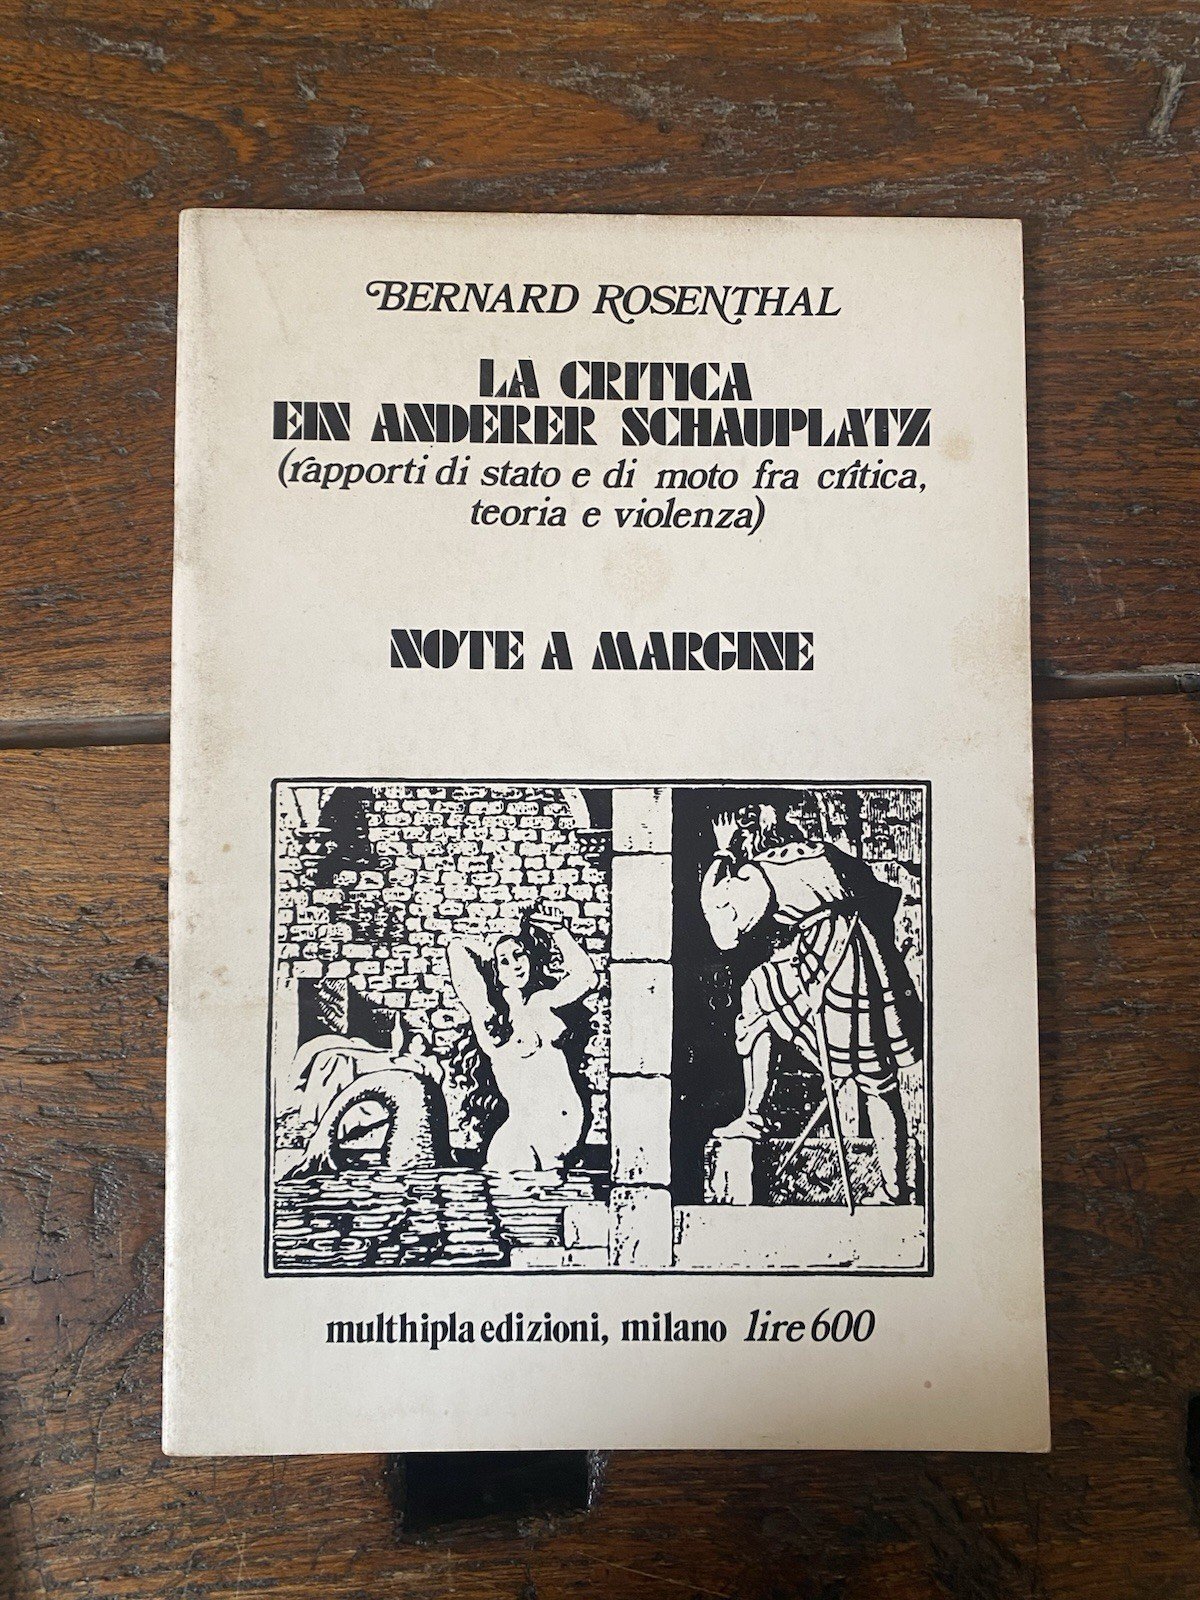 BERNARD ROSENTHAL
LA CRITICA
EIN ANDERER SCHAUPLATZ
(rapporti di stato e di moto fra critica,
teoria e violenza)
NOTE A MARGINE
multhipla edizioni, milano lire 600